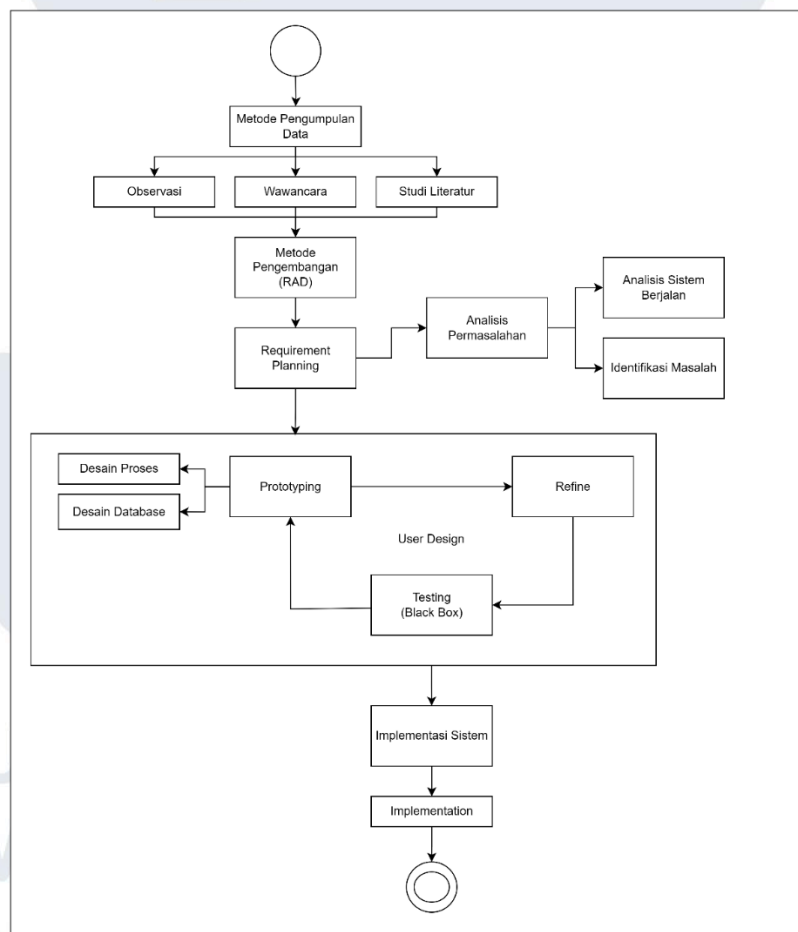 Metode Pengumpulan
Data
Observasi
Wawancara
Studi Literatur
Metode
Pengembangan
(RAD)
Requirement
Planning
Analisis
Permasalahan
Analisis Sistem
Berjalan
Identifikasi Masalah
Desain Proses
Desain Database
Prototyping
Refine
User Design
Testing
(Black Box)
Implementasi Sistem
Implementation